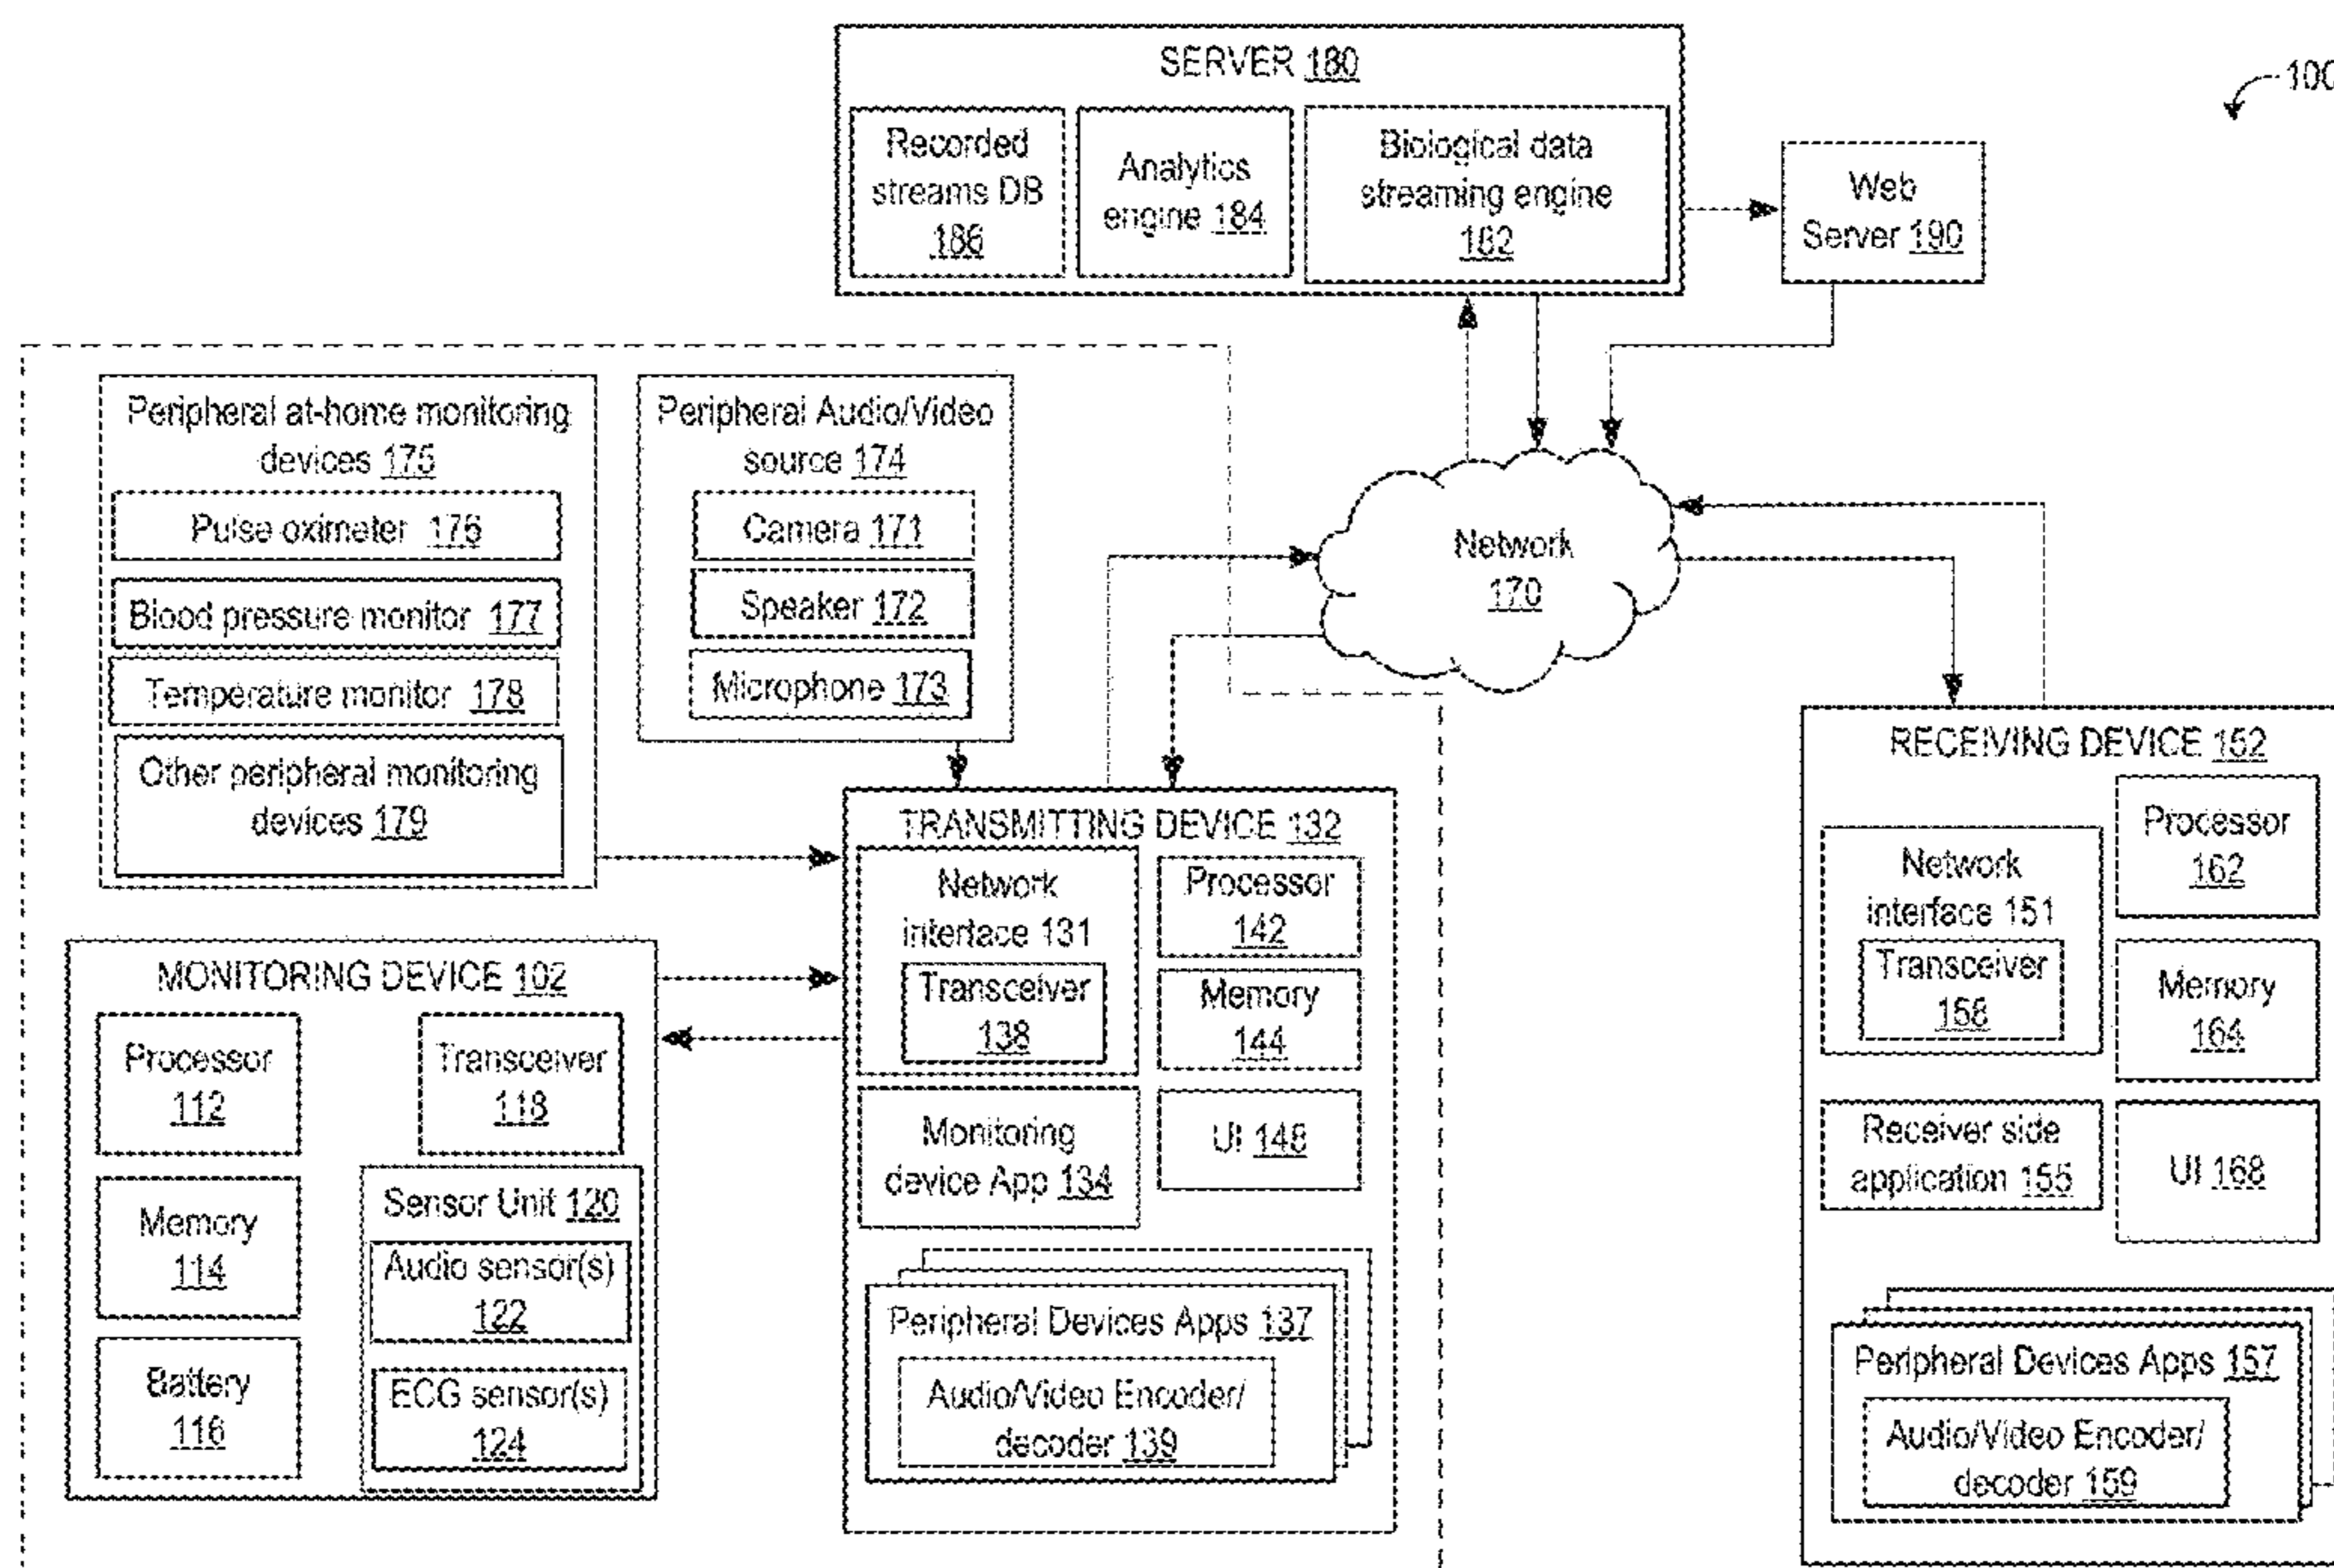 SERVER 180
100
Recorded
streams DB
186
Analytics
engine 184
Biological data
streaming engine
182
Web
Server 190
Peripheral at-home monitoring
devices 175
Pulse oximeter 176
Blood pressure monitor 177
Temperature monitor 178
Other peripheral monitoring
devices 179
Peripheral Audio/Video
source 174
Camera 171
Speaker 172
Microphone 173
Network
170
MONITORING DEVICE 102
Processor
112
Transceiver
118
Memory
114
Sensor Unit 120
Audio sensor(s)
122
Battery
116
ECG sensor(s)
124
TRANSMITTING DEVICE 132
Network
interface 131
Transceiver
138
Processor
142
Memory
144
Monitoring
device App 134
UI 148
Peripheral Devices Apps 137
Audio/Video Encoder/
decoder 139
RECEIVING DEVICE 152
Network
interface 151
Transceiver
158
Processor
162
Memory
164
Receiver side
application 155
UI 168
Peripheral Devices Apps 157
Audio/Video Encoder/
decoder 159